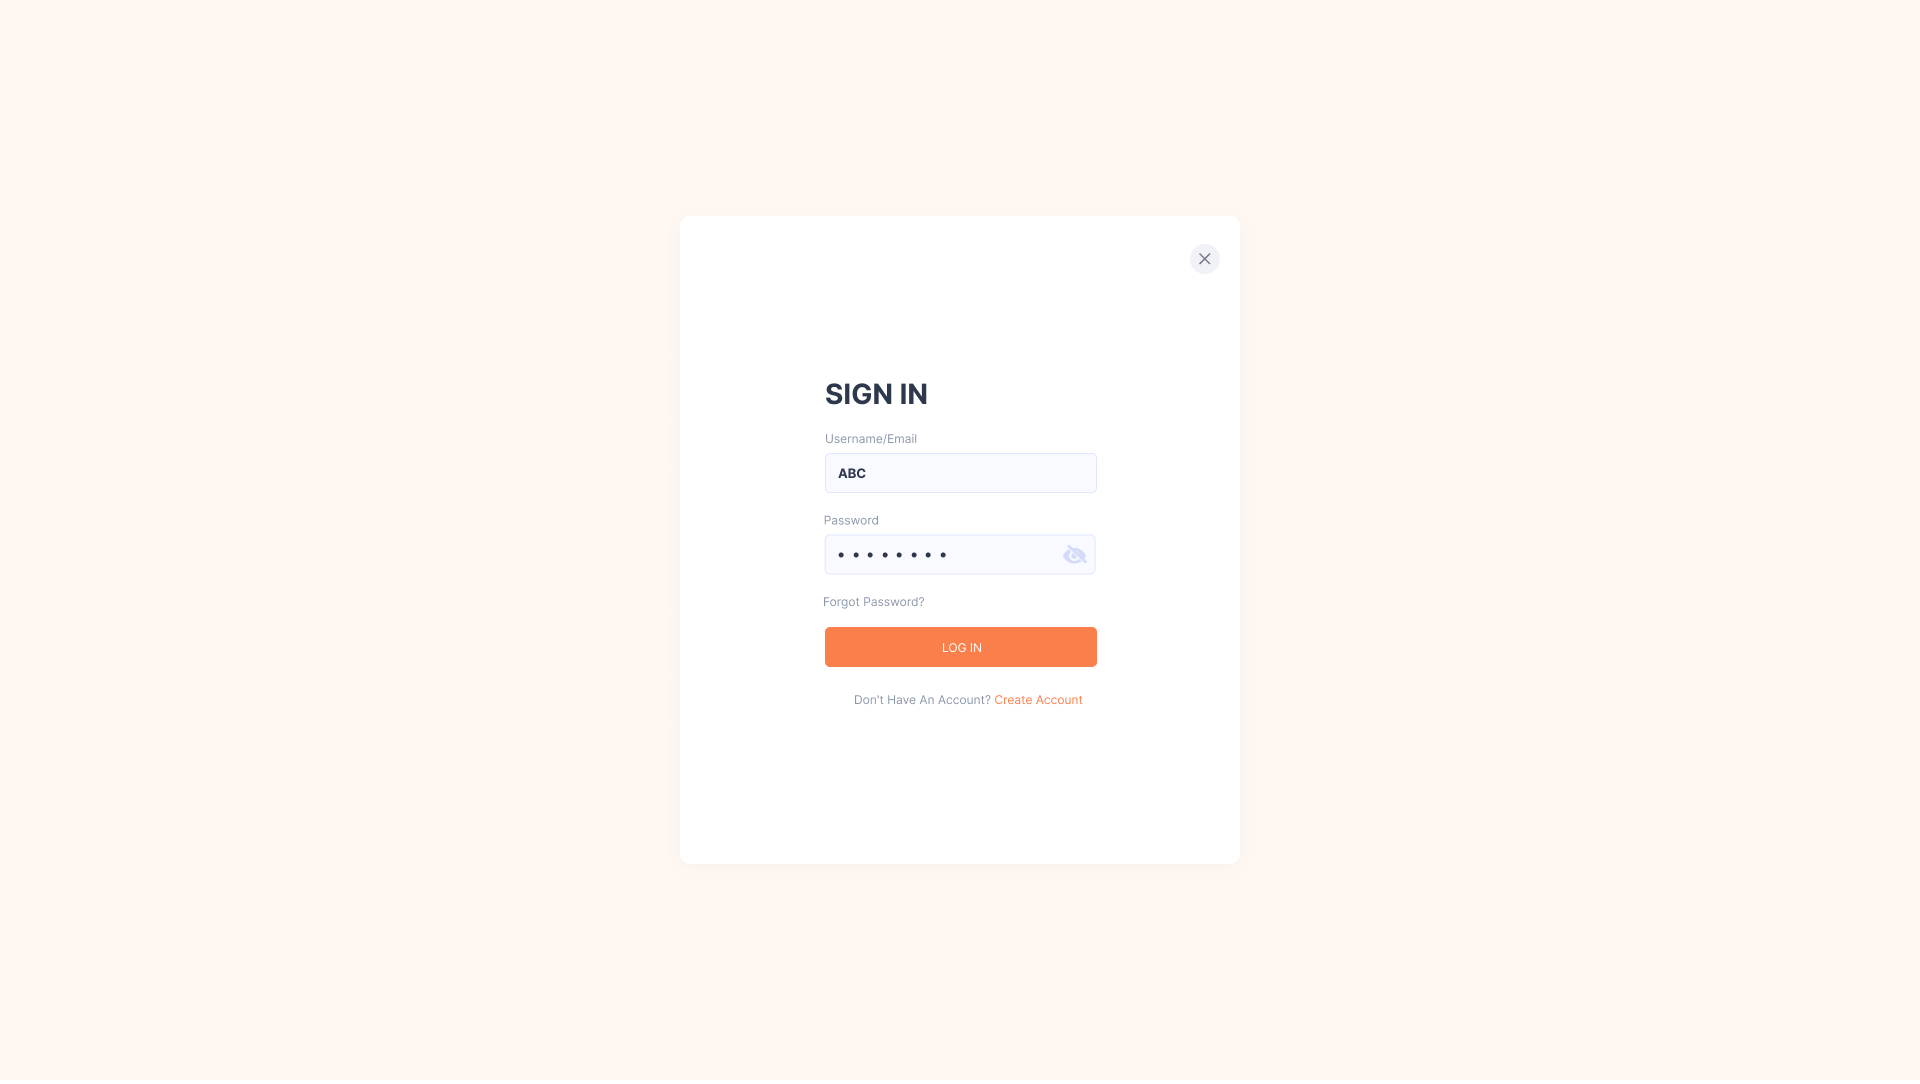 SIGN IN
Username/Email
ABC
Password
• • • • • • • •
Forgot Password?
LOG IN
Don't Have An Account? Create Account